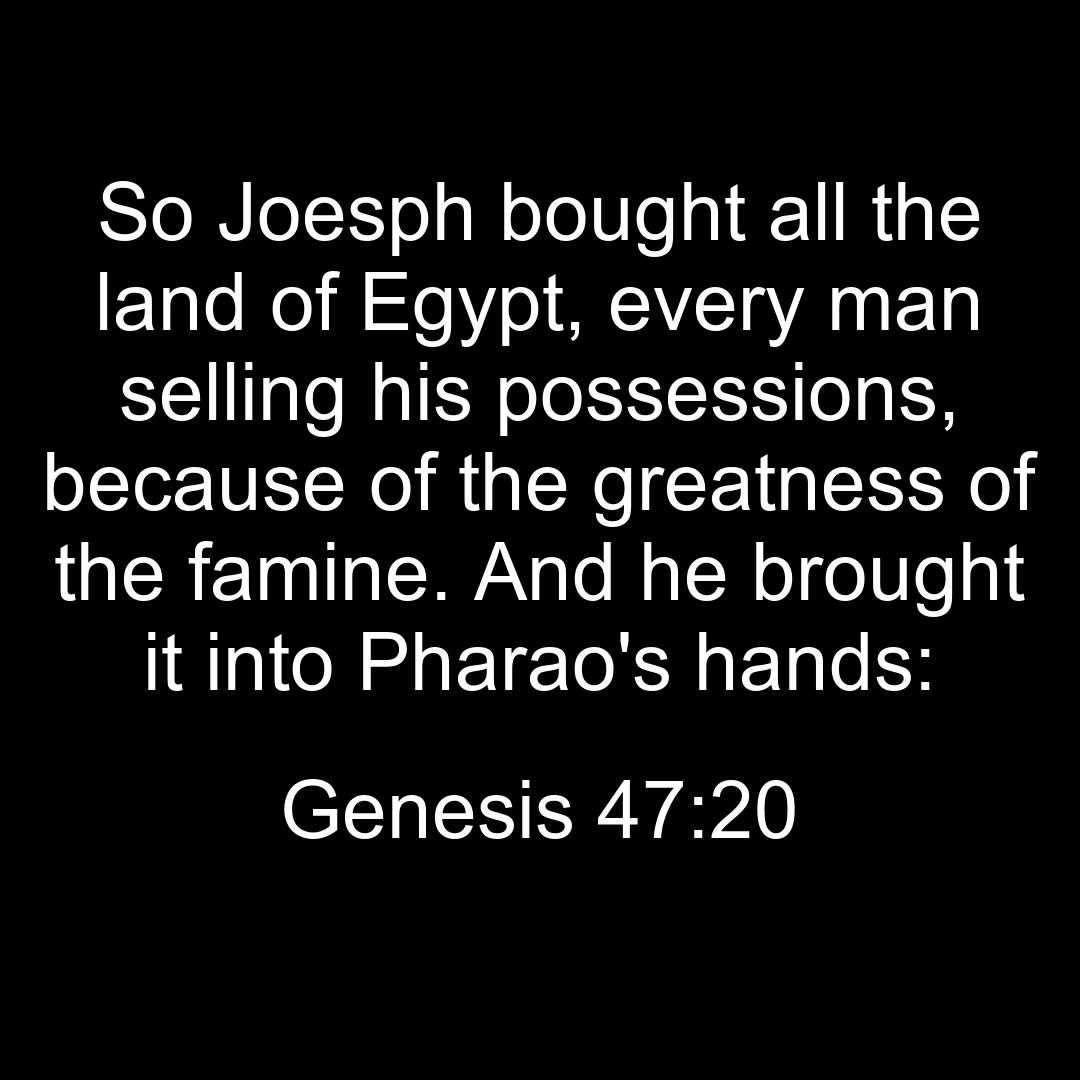 So Joesph bought all the
land of Egypt, every man
selling his possessions,
because of the greatness of
the famine. And he brought
it into Pharao's hands:
Genesis 47:20